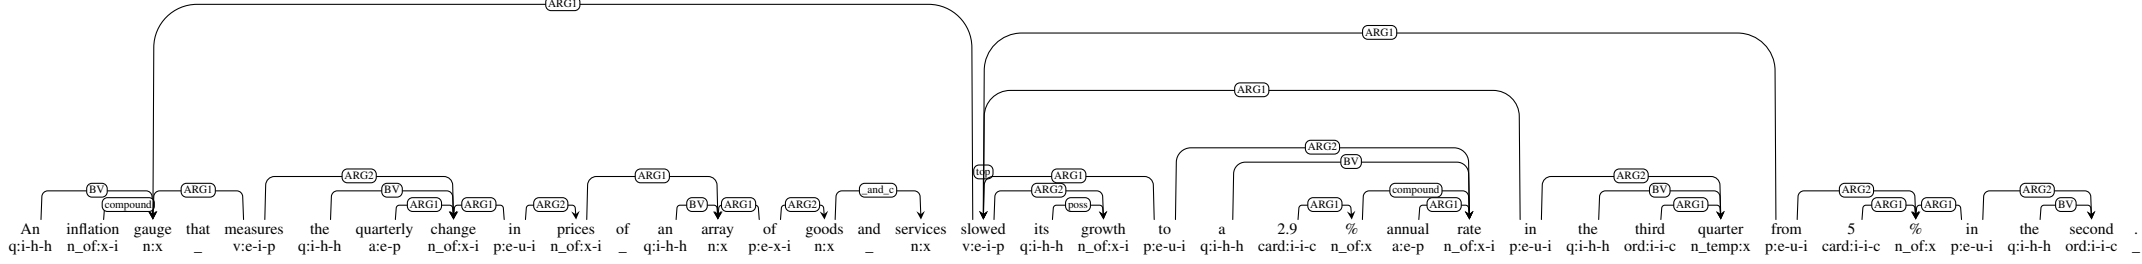 ARG1
ARG1
ARG1
ARG2
BV
top
ARG2 ARG1 ARG1 ARG2
BV ARG1 BV _and_c ARG2 compound BV ARG2 ARG2
compound ARG1 ARG1 ARG2 BV ARG1 ARG2 poss ARG1 ARG1 ARG1 ARG1 ARG1 BV
An inflation gauge that measures the quarterly change in prices of an array of goods and services slowed its growth to a 2.9 % annual rate in the third quarter from 5 % in the second .
q:i-h-h n_of:x-i n:x _ v:e-i-p q:i-h-h a:e-p n_of:x-i p:e-u-i n_of:x-i _ q:i-h-h n:x p:e-x-i n:x _ n:x v:e-i-p q:i-h-h n_of:x-i p:e-u-i q:i-h-h card:i-i-c n_of:x a:e-p n_of:x-i p:e-u-i q:i-h-h ord:i-i-c n_temp:x p:e-u-i card:i-i-c n_of:x p:e-u-i q:i-h-h ord:i-i-c _